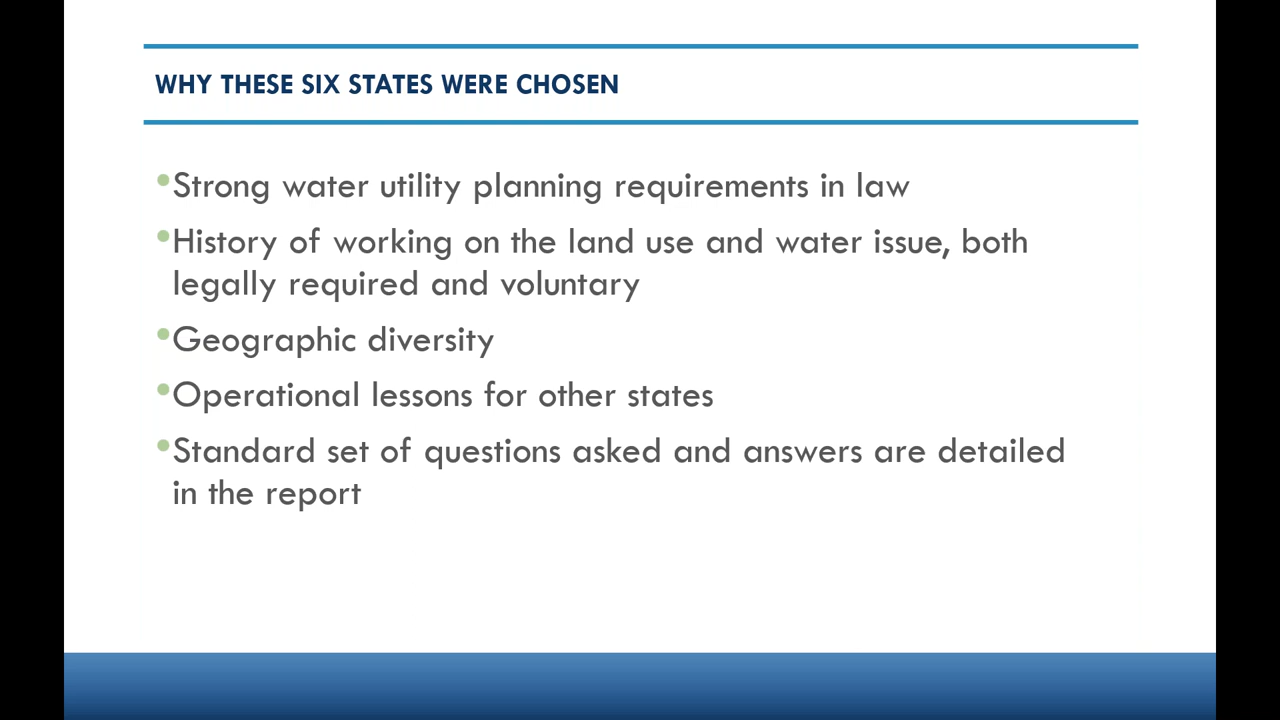 WHY THESE SIX STATES WERE CHOSEN
•Strong water utility planning requirements in law
•History of working on the land use and water issue, both
legally required and voluntary
•Geographic diversity
•Operational lessons for other states
•Standard set of questions asked and answers are detailed
in the report